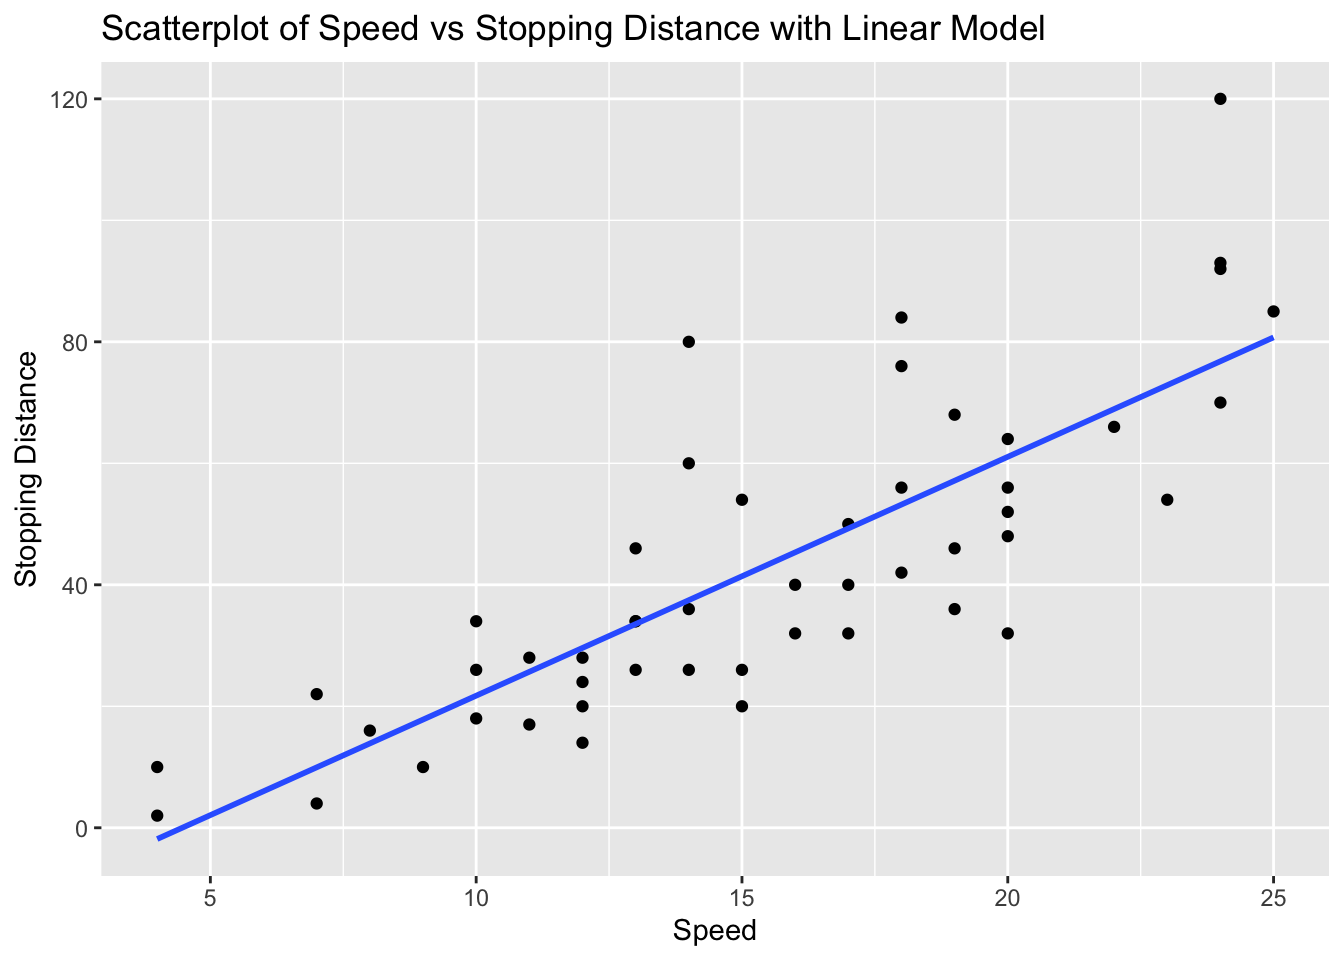 Scatterplot of Speed vs Stopping Distance with Linear Model
Stopping Distance
120
80
40
0
5 10 15 20 25
Speed